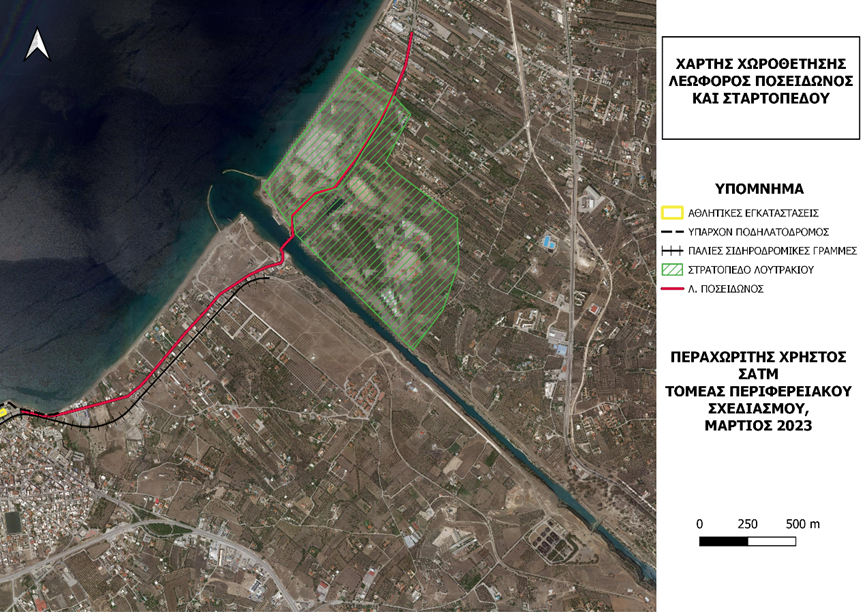 ΧΑΡΤΗΣ ΧΩΡΟΘΕΤΗΣΗΣ
ΛΕΩΦΟΡΟΣ ΠΟΣΕΙΔΩΝΟΣ
ΚΑΙ ΣΤΑΡΤΟΠΕΔΟΥ
ΥΠΟΜΝΗΜΑ
ΑΘΛΗΤΙΚΕΣ ΕΓΚΑΤΑΣΤΑΣΕΙΣ
ΥΠΑΡΧΟΝ ΠΟΔΗΛΑΤΟΔΡΟΜΟΣ
ΠΑΛΙΕΣ ΣΙΔΗΡΟΔΡΟΜΙΚΕΣ ΓΡΑΜΜΕΣ
ΣΤΡΑΤΟΠΕΔΟ ΛΟΥΤΡΑΚΙΟΥ
Λ. ΠΟΣΕΙΔΩΝΟΣ
ΠΕΡΑΧΩΡΙΤΗΣ ΧΡΗΣΤΟΣ
ΣΑΤΜ
ΤΟΜΕΑΣ ΠΕΡΙΦΕΡΕΙΑΚΟΥ
ΣΧΕΔΙΑΣΜΟΥ,
ΜΑΡΤΙΟΣ 2023
0 250 500 m